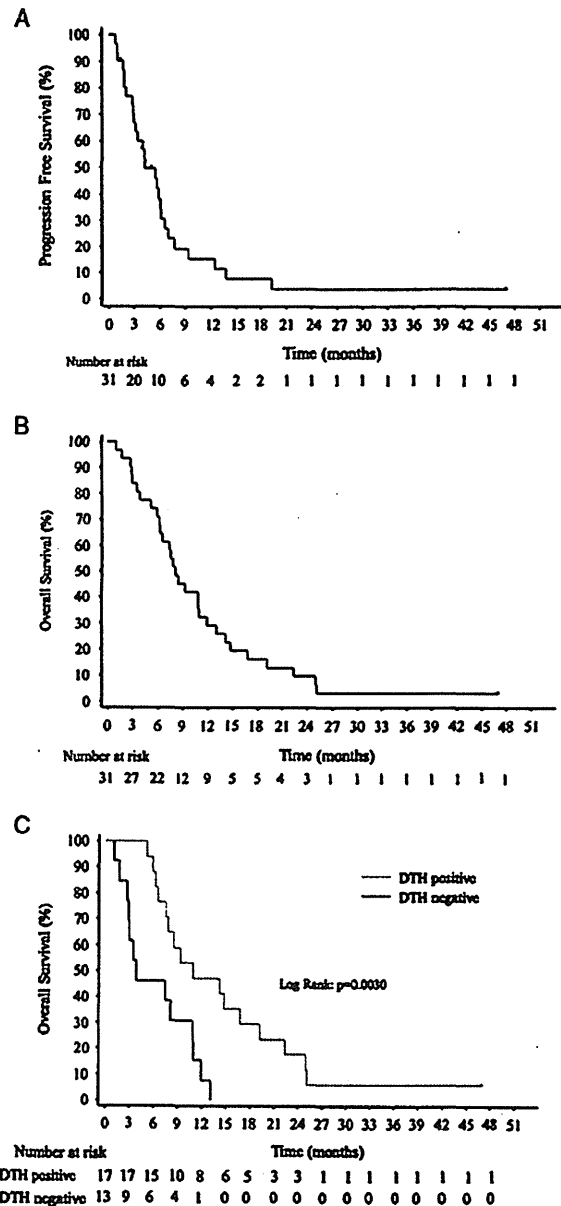 A
Progression Free Survival (%)
100
90
80
70
60
50
40
30
20
10
0
0 3 6 9 12 15 18 21 24 27 30 33 36 39 42 45 48 51
Time (months)
Number at risk
31 20 10 6 4 2 2 1 1 1 1 1 1 1 1 1 1
B
Overall Survival (%)
100
90
80
70
60
50
40
30
20
10
0
0 3 6 9 12 15 18 21 24 27 30 33 36 39 42 45 48 51
Number at risk
Time (months)
31 27 22 12 9 5 5 4 3 1 1 1 1 1 1 1 1
C
Overall Survival (%)
100
90
80
70
60
50
40
30
20
10
0
DTH positive
DTH negative
Log Rank: p=0.0030
0 3 6 9 12 15 18 21 24 27 30 33 36 39 42 45 48 51
Number at risk
Time (months)
DTH positive 17 17 15 10 8 6 5 3 3 1 1 1 1 1 1 1 1
DTH negative 13 9 6 4 1 0 0 0 0 0 0 0 0 0 0 0 0